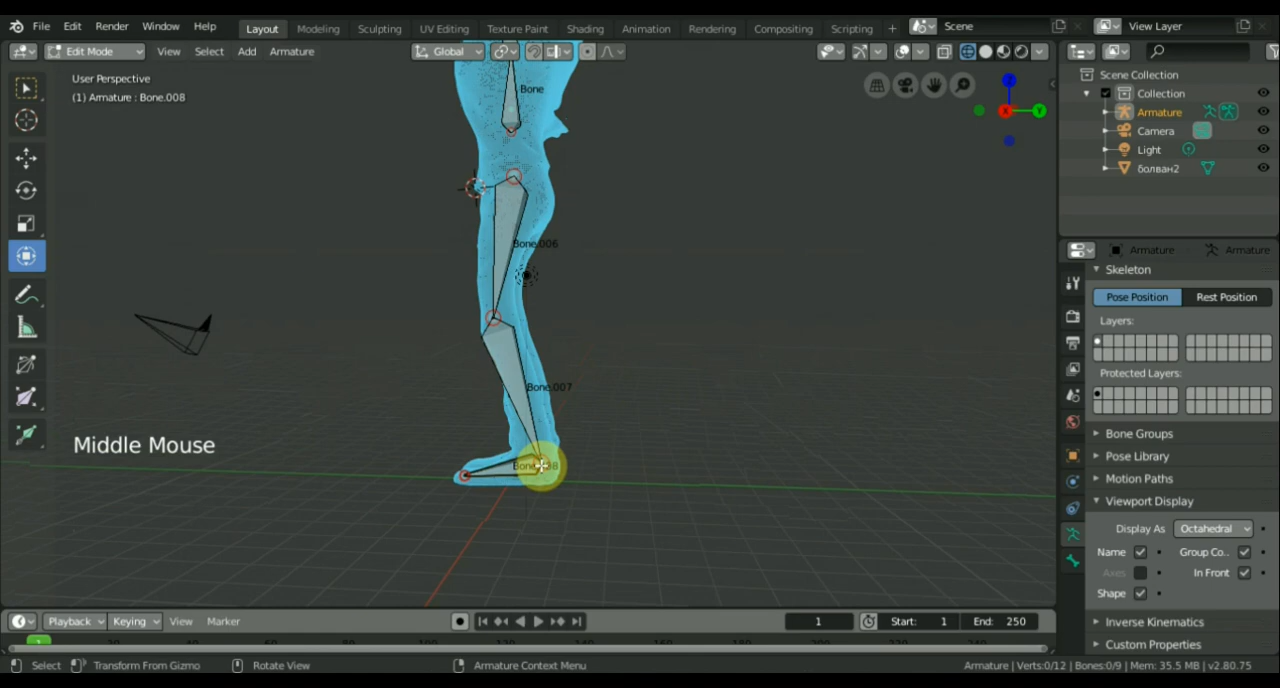 File Edit Render Window Help Layout Modeling Sculpting UV Editing Texture Paint Shading Animation Rendering Compositing Scripting + Scene View Layer
Edit Mode View Select Add Armature Global
User Perspective
(1) Armature : Bone.008
Scene Collection
Collection
Armature
Camera
Light
болван2
Bone
Bone.006
Bone.007
Middle Mouse
X
Y
Z
Armature Armature
Skeleton
Pose Position Rest Position
Layers:
Protected Layers:
Bone Groups
Pose Library
Motion Paths
Viewport Display
Display As Octahedral
Name Group Co..
Axes In Front
Shape
Inverse Kinematics
Custom Properties
Playback Keying View Marker 1 Start: 1 End: 250
1
Select Transform From Gizmo Rotate View Armature Context Menu Armature | Verts:0/12 | Bones:0/9 | Mem: 35.5 MB | v2.80.75